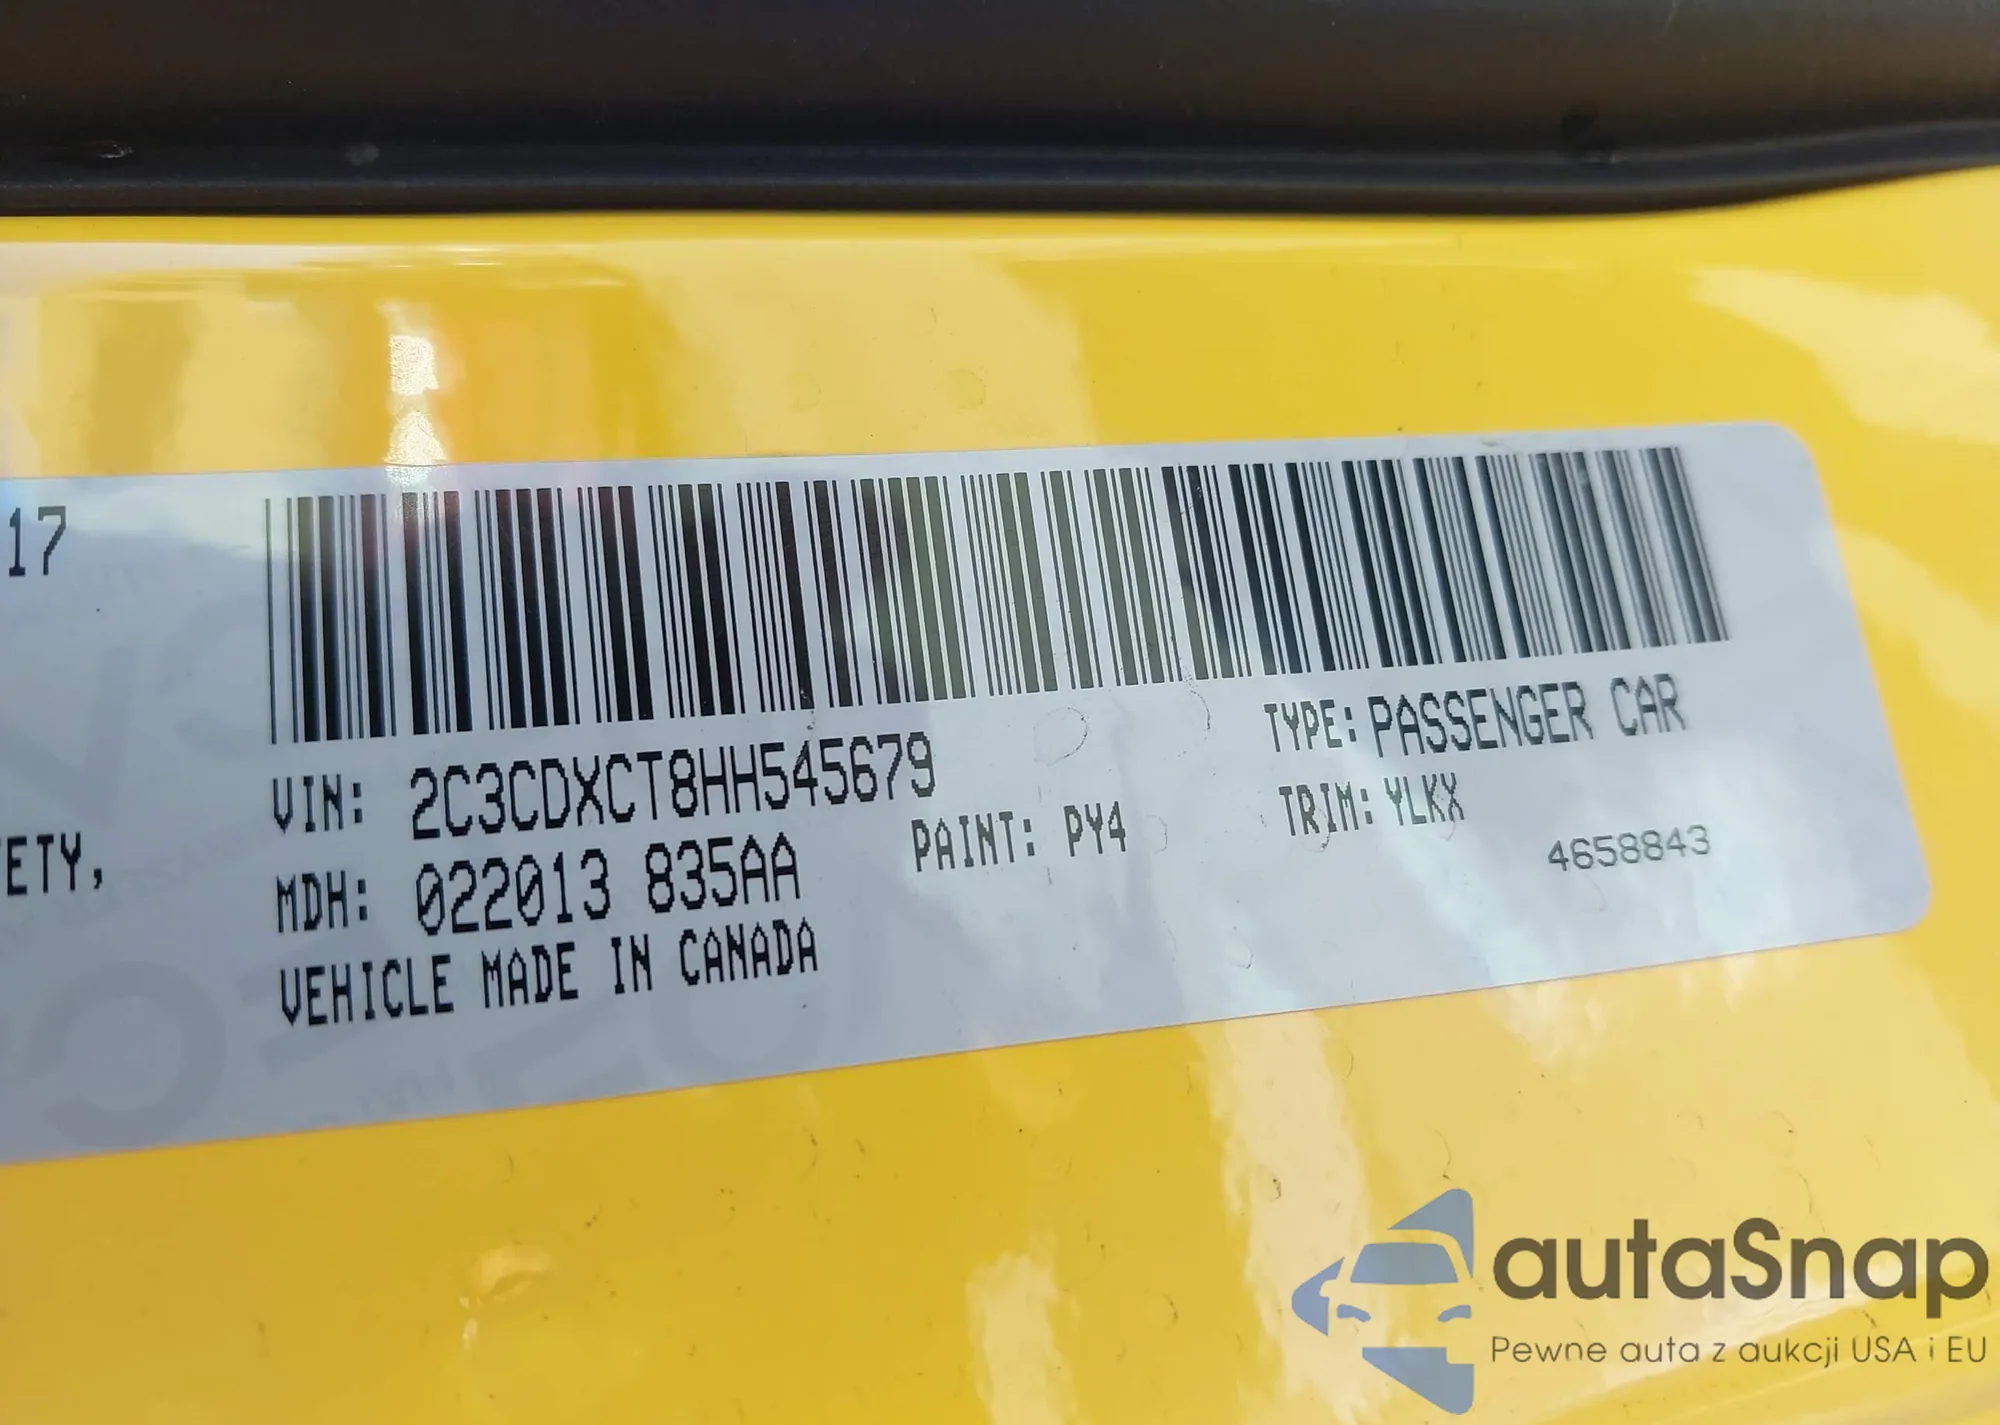 17
ETY,
VIN: 2C3CDXCT8HH545679
TYPE: PASSENGER CAR
MDH: 022013 835AA
PAINT: PY4
TRIM: YLKX
4658843
VEHICLE MADE IN CANADA
autaSnap
Pewne auta z aukcji USA i EU